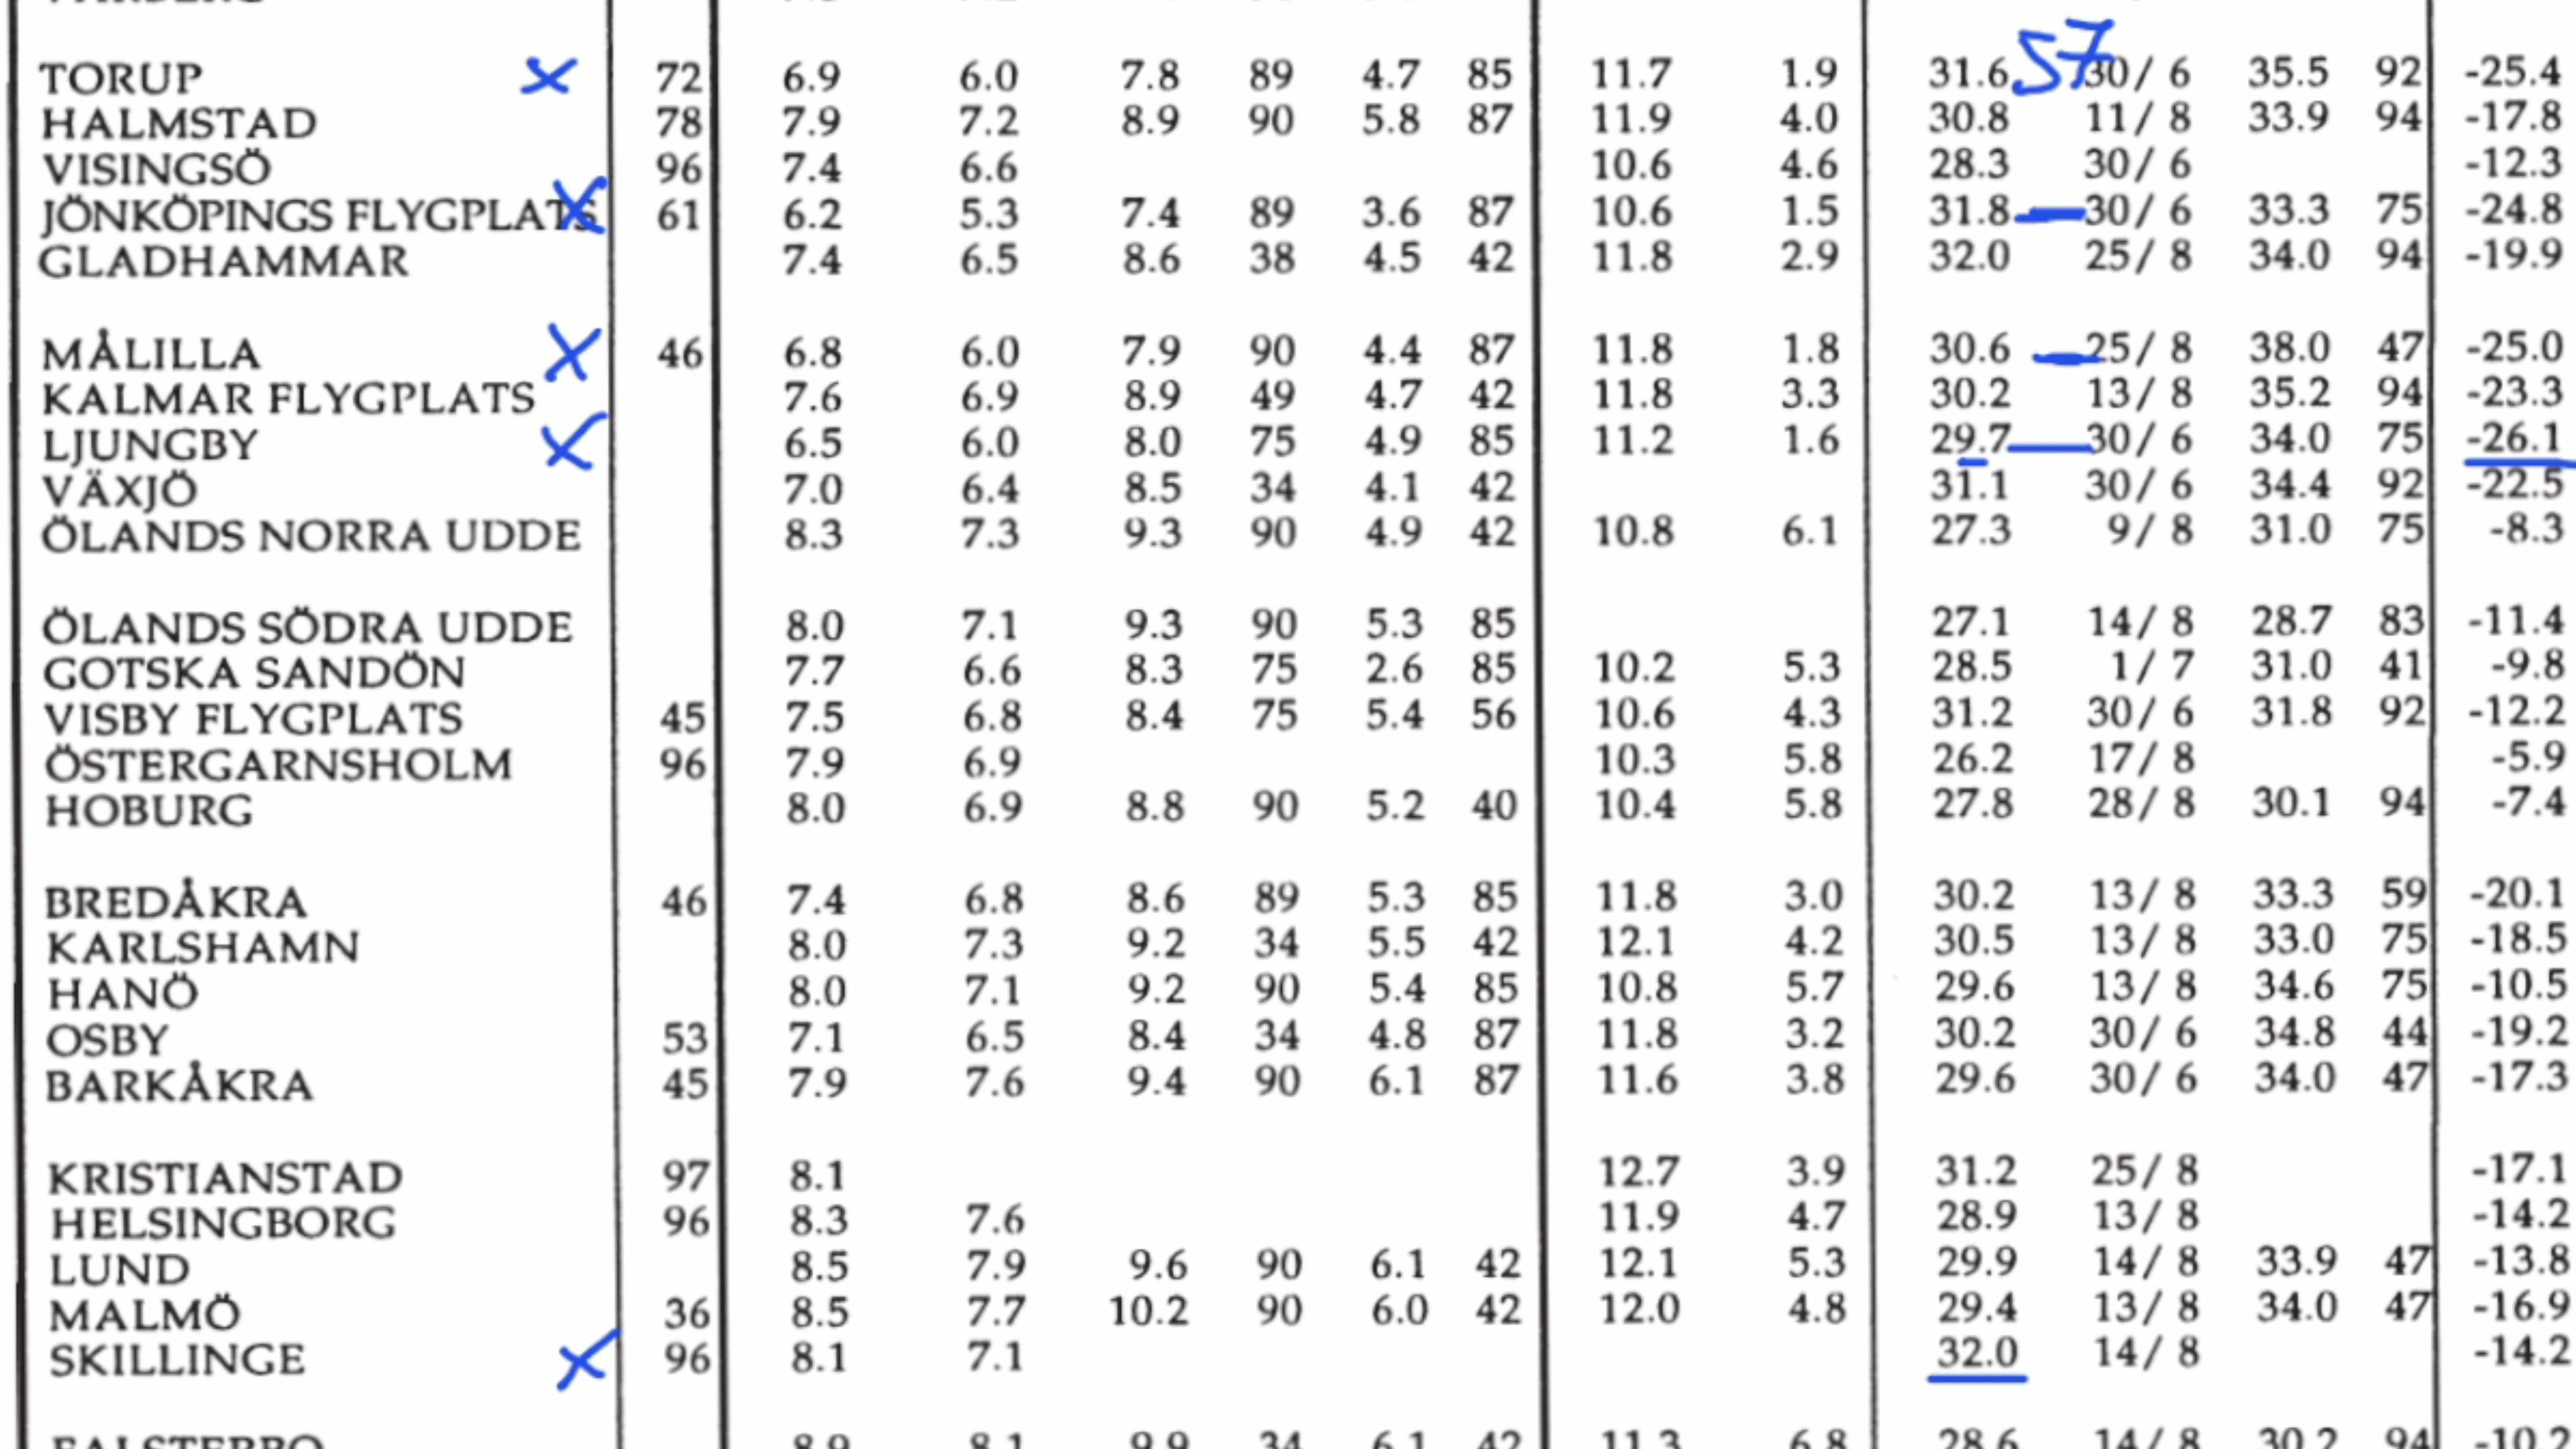 57
TORUP x 72 6.9 6.0 7.8 89 4.7 85 11.7 1.9 31.6 30/ 6 35.5 92 -25.4
HALMSTAD 78 7.9 7.2 8.9 90 5.8 87 11.9 4.0 30.8 11/ 8 33.9 94 -17.8
VISINGSÖ 96 7.4 6.6 10.6 4.6 28.3 30/ 6 -12.3
JÖNKÖPINGS FLYGPLATS x 61 6.2 5.3 7.4 89 3.6 87 10.6 1.5 31.8 30/ 6 33.3 75 -24.8
GLADHAMMAR 7.4 6.5 8.6 38 4.5 42 11.8 2.9 32.0 25/ 8 34.0 94 -19.9
MÅLILLA x 46 6.8 6.0 7.9 90 4.4 87 11.8 1.8 30.6 25/ 8 38.0 47 -25.0
KALMAR FLYGPLATS 7.6 6.9 8.9 49 4.7 42 11.8 3.3 30.2 13/ 8 35.2 94 -23.3
LJUNGBY x 6.5 6.0 8.0 75 4.9 85 11.2 1.6 29.7 30/ 6 34.0 75 -26.1
VÄXJÖ 7.0 6.4 8.5 34 4.1 42 31.1 30/ 6 34.4 92 -22.5
ÖLANDS NORRA UDDE 8.3 7.3 9.3 90 4.9 42 10.8 6.1 27.3 9/ 8 31.0 75 -8.3
ÖLANDS SÖDRA UDDE 8.0 7.1 9.3 90 5.3 85 27.1 14/ 8 28.7 83 -11.4
GOTSKA SANDÖN 7.7 6.6 8.3 75 2.6 85 10.2 5.3 28.5 1/ 7 31.0 41 -9.8
VISBY FLYGPLATS 45 7.5 6.8 8.4 75 5.4 56 10.6 4.3 31.2 30/ 6 31.8 92 -12.2
ÖSTERGARNSHOLM 96 7.9 6.9 10.3 5.8 26.2 17/ 8 -5.9
HOBURG 8.0 6.9 8.8 90 5.2 40 10.4 5.8 27.8 28/ 8 30.1 94 -7.4
BREDÅKRA 46 7.4 6.8 8.6 89 5.3 85 11.8 3.0 30.2 13/ 8 33.3 59 -20.1
KARLSHAMN 8.0 7.3 9.2 34 5.5 42 12.1 4.2 30.5 13/ 8 33.0 75 -18.5
HANÖ 8.0 7.1 9.2 90 5.4 85 10.8 5.7 29.6 13/ 8 34.6 75 -10.5
OSBY 53 7.1 6.5 8.4 34 4.8 87 11.8 3.2 30.2 30/ 6 34.8 44 -19.2
BARKÅKRA 45 7.9 7.6 9.4 90 6.1 87 11.6 3.8 29.6 30/ 6 34.0 47 -17.3
KRISTIANSTAD 97 8.1 12.7 3.9 31.2 25/ 8 -17.1
HELSINGBORG 96 8.3 7.6 11.9 4.7 28.9 13/ 8 -14.2
LUND 8.5 7.9 9.6 90 6.1 42 12.1 5.3 29.9 14/ 8 33.9 47 -13.8
MALMÖ 36 8.5 7.7 10.2 90 6.0 42 12.0 4.8 29.4 13/ 8 34.0 47 -16.9
SKILLINGE x 96 8.1 7.1 32.0 14/ 8 -14.2
FALSTERBO 8.9 8.1 9.9 34 6.1 42 11.3 6.8 28.6 14/ 8 30.2 94 -10.2